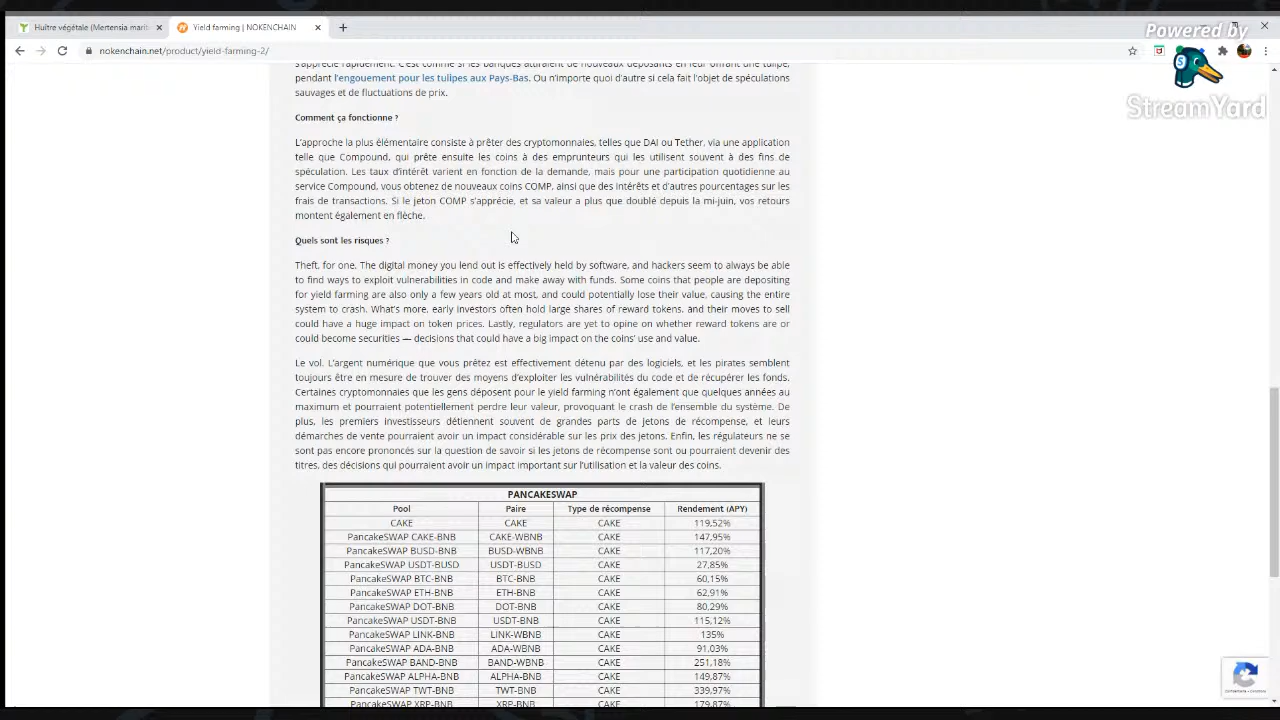 Huître végétale (Mertensia marit
Yield farming | NOKENCHAIN
nokenchain.net/product/yield-farming-2/
Powered by
StreamYard
s'apprécie rapidement. C'est comme si les banques attiraient de nouveaux déposants en leur offrant une tulipe,
pendant l'engouement pour les tulipes aux Pays-Bas. Ou n'importe quoi d'autre si cela fait l'objet de spéculations
sauvages et de fluctuations de prix.
Comment ça fonctionne ?
L'approche la plus élémentaire consiste à prêter des cryptomonnaies, telles que DAI ou Tether, via une application
telle que Compound, qui prête ensuite les coins à des emprunteurs qui les utilisent souvent à des fins de
spéculation. Les taux d'intérêt varient en fonction de la demande, mais pour une participation quotidienne au
service Compound, vous obtenez de nouveaux coins COMP, ainsi que des intérêts et d'autres pourcentages sur les
frais de transactions. Si le jeton COMP s'apprécie, et sa valeur a plus que doublé depuis la mi-juin, vos retours
montent également en flèche.
Quels sont les risques ?
Theft, for one. The digital money you lend out is effectively held by software, and hackers seem to always be able
to find ways to exploit vulnerabilities in code and make away with funds. Some coins that people are depositing
for yield farming are also only a few years old at most, and could potentially lose their value, causing the entire
system to crash. What's more, early investors often hold large shares of reward tokens, and their moves to sell
could have a huge impact on token prices. Lastly, regulators are yet to opine on whether reward tokens are or
could become securities — decisions that could have a big impact on the coins' use and value.
Le vol. L'argent numérique que vous prêtez est effectivement détenu par des logiciels, et les pirates semblent
toujours être en mesure de trouver des moyens d'exploiter les vulnérabilités du code et de récupérer les fonds.
Certaines cryptomonnaies que les gens déposent pour le yield farming n'ont également que quelques années au
maximum et pourraient potentiellement perdre leur valeur, provoquant le crash de l'ensemble du système. De
plus, les premiers investisseurs détiennent souvent de grandes parts de jetons de récompense, et leurs
démarches de vente pourraient avoir un impact considérable sur les prix des jetons. Enfin, les régulateurs ne se
sont pas encore prononcés sur la question de savoir si les jetons de récompense sont ou pourraient devenir des
titres, des décisions qui pourraient avoir un impact important sur l'utilisation et la valeur des coins.
PANCAKESWAP
Pool Paire Type de récompense Rendement (APY)
CAKE CAKE CAKE 119,52%
PancakeSWAP CAKE-BNB CAKE-WBNB CAKE 147,95%
PancakeSWAP BUSD-BNB BUSD-WBNB CAKE 117,20%
PancakeSWAP USDT-BUSD USDT-BUSD CAKE 27,85%
PancakeSWAP BTC-BNB BTC-BNB CAKE 60,15%
PancakeSWAP ETH-BNB ETH-BNB CAKE 62,91%
PancakeSWAP DOT-BNB DOT-BNB CAKE 80,29%
PancakeSWAP USDT-BNB USDT-BNB CAKE 115,12%
PancakeSWAP LINK-BNB LINK-WBNB CAKE 135%
PancakeSWAP ADA-BNB ADA-WBNB CAKE 91,03%
PancakeSWAP BAND-BNB BAND-WBNB CAKE 251,18%
PancakeSWAP ALPHA-BNB ALPHA-BNB CAKE 149,87%
PancakeSWAP TWT-BNB TWT-BNB CAKE 339,97%
PancakeSWAP XRP-BNB XRP-BNB CAKE 179,87%